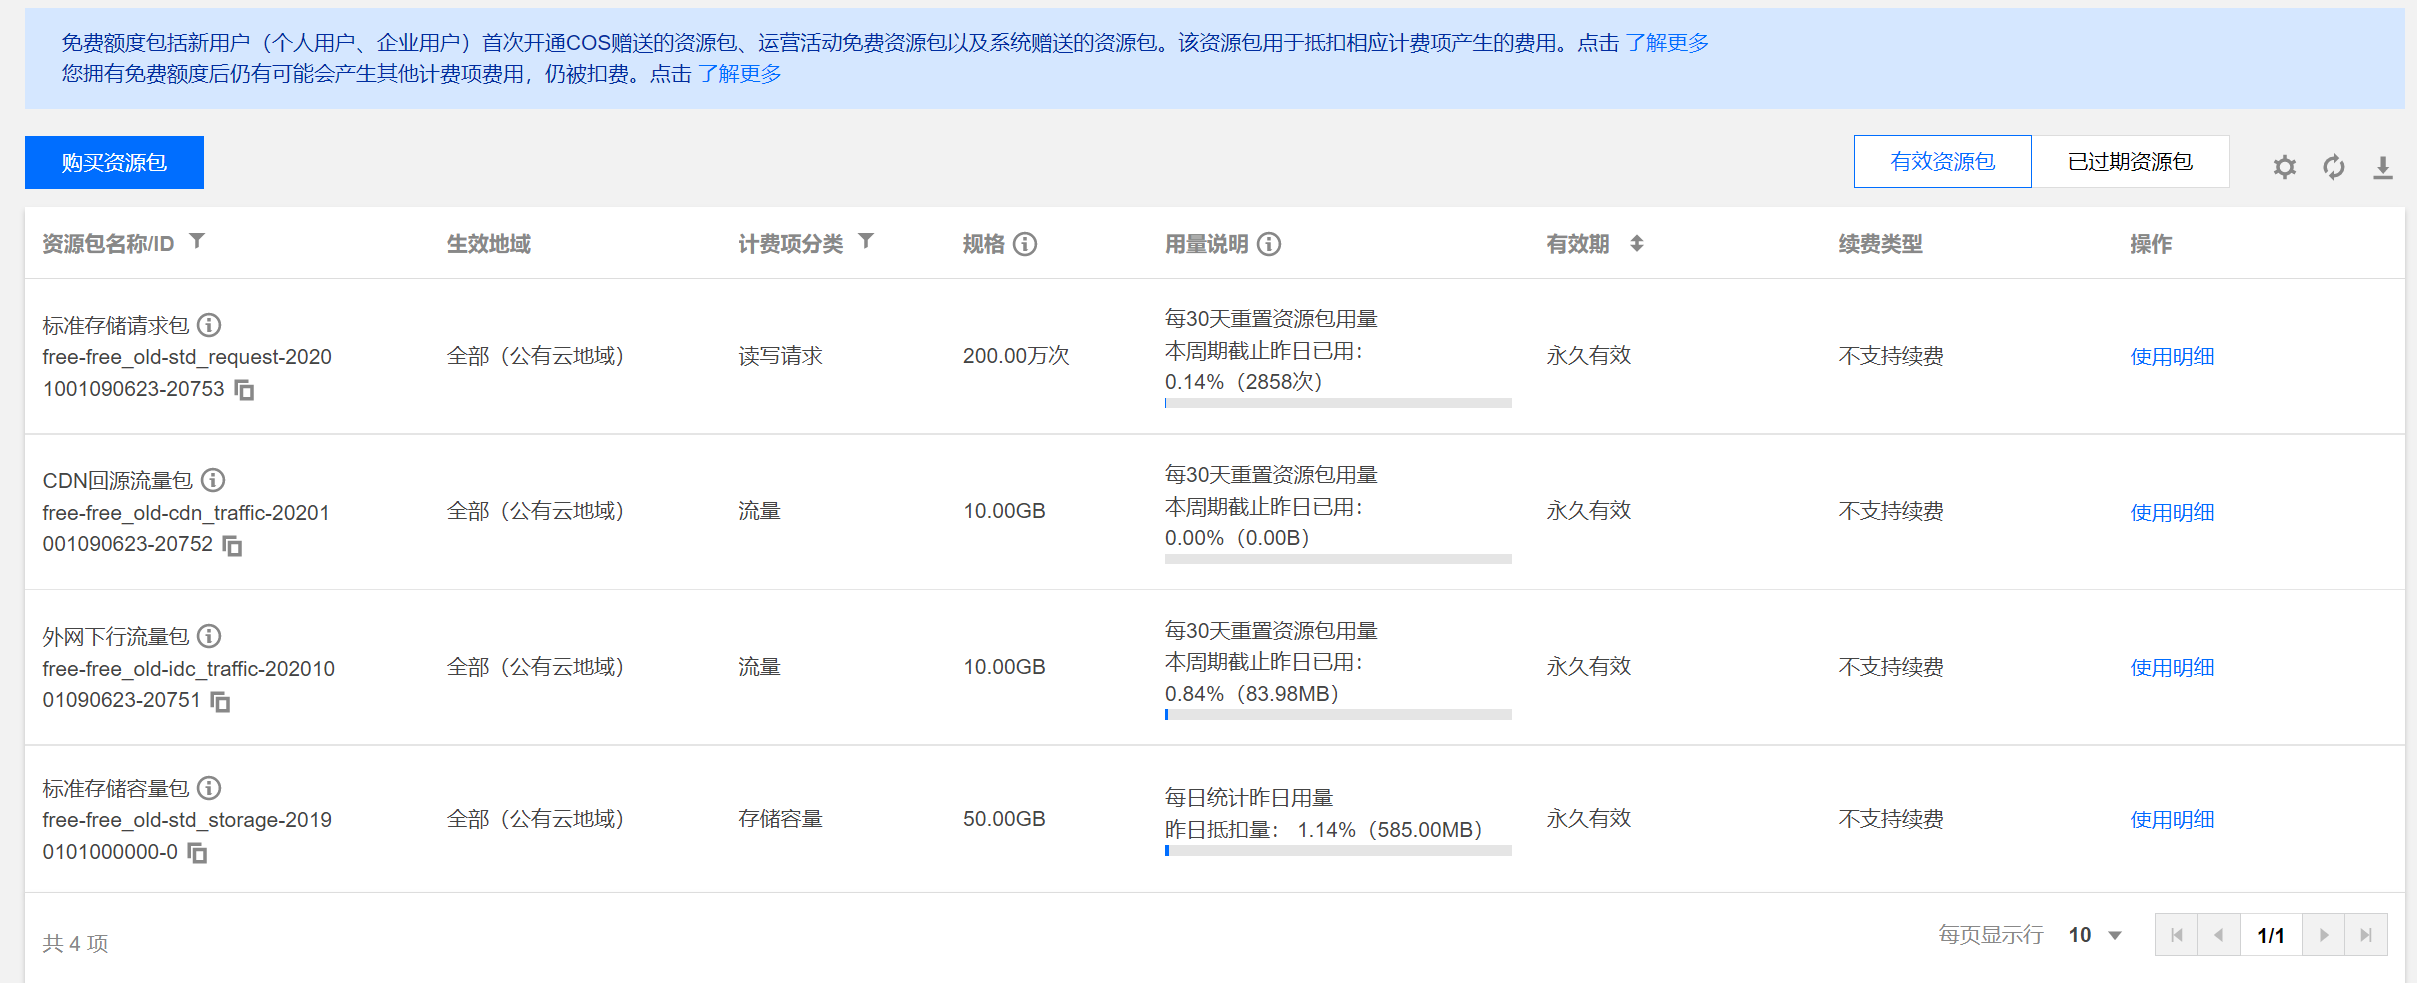 免费额度包括新用户（个人用户、企业用户）首次开通COS赠送的资源包、运营活动免费资源包以及系统赠送的资源包。该资源包用于抵扣相应计费项产生的费用。点击 了解更多
您拥有免费额度后仍有可能会产生其他计费项费用，仍被扣费。点击 了解更多
购买资源包
有效资源包 已过期资源包
资源包名称/ID 生效地域 计费项分类 规格 用量说明 有效期 续费类型 操作
标准存储请求包
free-free_old-std_request-2020
1001090623-20753
全部（公有云地域）
读写请求
200.00万次
每30天重置资源包用量
本周期截止昨日已用：
0.14%（2858次）
永久有效
不支持续费
使用明细
CDN回源流量包
free-free_old-cdn_traffic-20201
001090623-20752
全部（公有云地域）
流量
10.00GB
每30天重置资源包用量
本周期截止昨日已用：
0.00%（0.00B）
永久有效
不支持续费
使用明细
外网下行流量包
free-free_old-idc_traffic-202010
01090623-20751
全部（公有云地域）
流量
10.00GB
每30天重置资源包用量
本周期截止昨日已用：
0.84%（83.98MB）
永久有效
不支持续费
使用明细
标准存储容量包
free-free_old-std_storage-2019
0101000000-0
全部（公有云地域）
存储容量
50.00GB
每日统计昨日用量
昨日抵扣量： 1.14%（585.00MB）
永久有效
不支持续费
使用明细
共 4 项
每页显示行 10
1/1